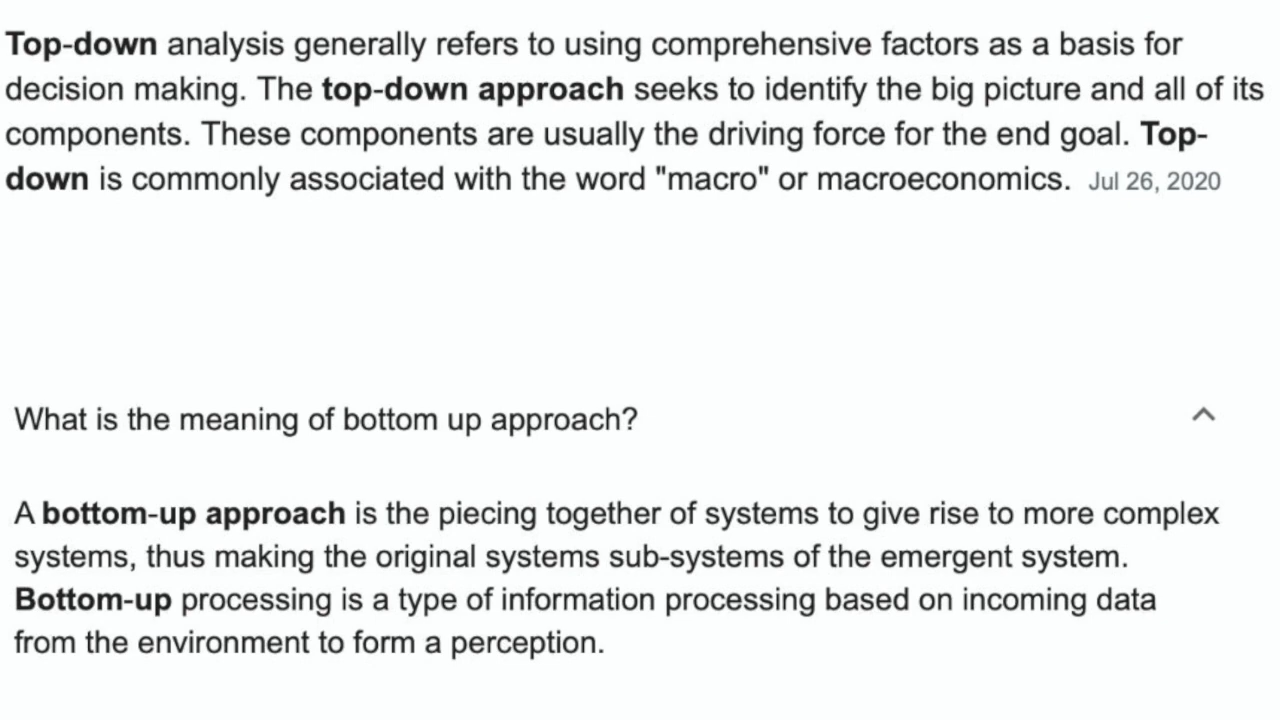 Top-down analysis generally refers to using comprehensive factors as a basis for
decision making. The top-down approach seeks to identify the big picture and all of its
components. These components are usually the driving force for the end goal. Top-
down is commonly associated with the word "macro" or macroeconomics. Jul 26, 2020
What is the meaning of bottom up approach?
A bottom-up approach is the piecing together of systems to give rise to more complex
systems, thus making the original systems sub-systems of the emergent system.
Bottom-up processing is a type of information processing based on incoming data
from the environment to form a perception.